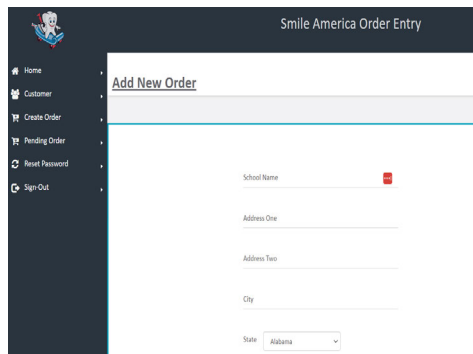 Smile America Order Entry
Home
Customer
Create Order
Pending Order
Reset Password
Sign-Out
Add New Order
School Name
Address One
Address Two
City
State Alabama